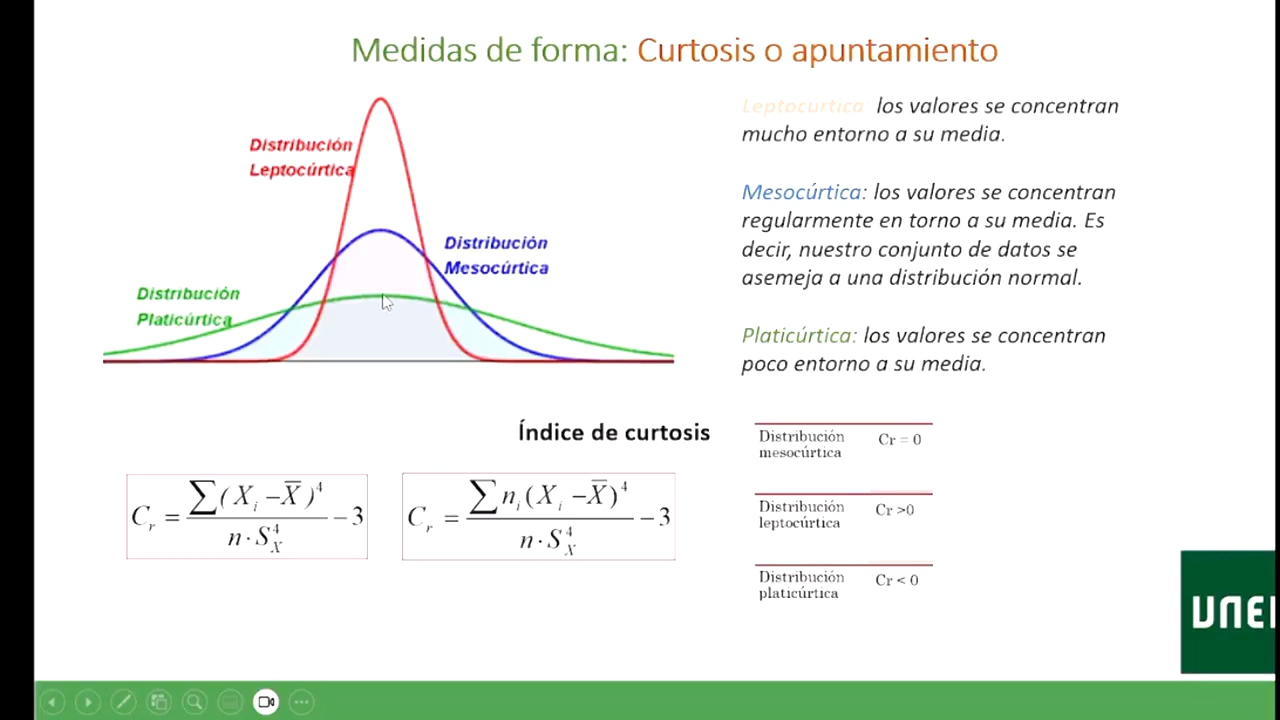 Medidas de forma: Curtosis o apuntamiento
Distribución
Leptocúrtica
Distribución
Mesocúrtica
Distribución
Platicúrtica
Leptocurtica los valores se concentran
mucho entorno a su media.
Mesocúrtica: los valores se concentran
regularmente en torno a su media. Es
decir, nuestro conjunto de datos se
asemeja a una distribución normal.
Platicúrtica: los valores se concentran
poco entorno a su media.
Índice de curtosis
C_r = ∑(X_i − X̅)^4 / (n · S_X^4) − 3
C_r = ∑ n_i (X_i − X̅)^4 / (n · S_X^4) − 3
Distribución mesocúrtica Cr = 0
Distribución leptocúrtica Cr >0
Distribución platicúrtica Cr < 0